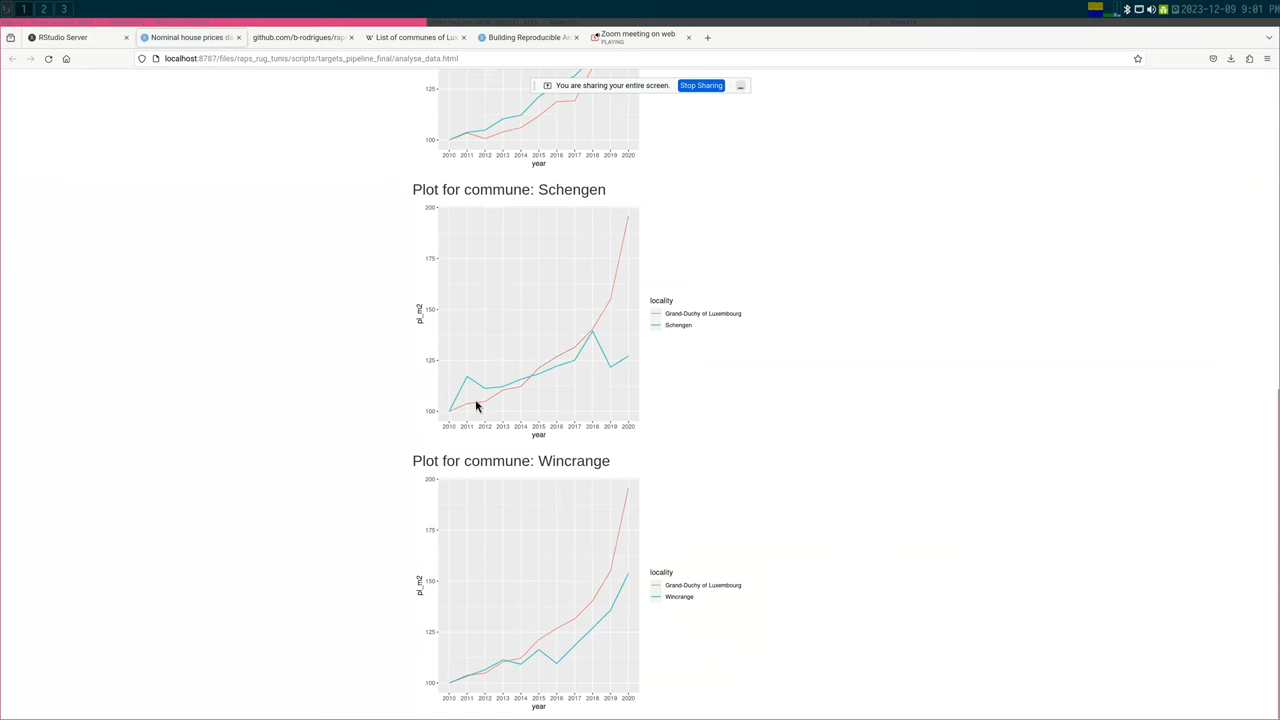 1 2 3
2023-12-09 9:01 PM
RStudio Server
Nominal house prices da
github.com/b-rodrigues/rap
List of communes of Lux
Building Reproducible An
Zoom meeting on web
PLAYING
localhost:8787/files/raps_rug_tunis/scripts/targets_pipeline_final/analyse_data.html
You are sharing your entire screen.
Stop Sharing
125
100
2010 2011 2012 2013 2014 2015 2016 2017 2018 2019 2020
year
Plot for commune: Schengen
200
175
150
125
100
pl_m2
2010 2011 2012 2013 2014 2015 2016 2017 2018 2019 2020
year
locality
Grand-Duchy of Luxembourg
Schengen
Plot for commune: Wincrange
200
175
150
125
100
pl_m2
2010 2011 2012 2013 2014 2015 2016 2017 2018 2019 2020
year
locality
Grand-Duchy of Luxembourg
Wincrange